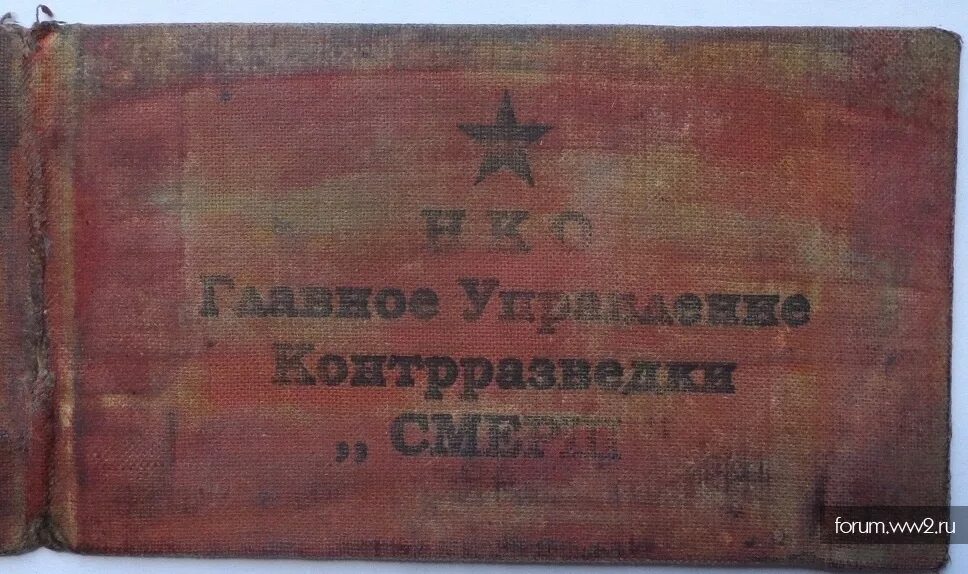 НКО
Главное Управление
Контрразведки
„ СМЕРШ"
forum.ww2.ru